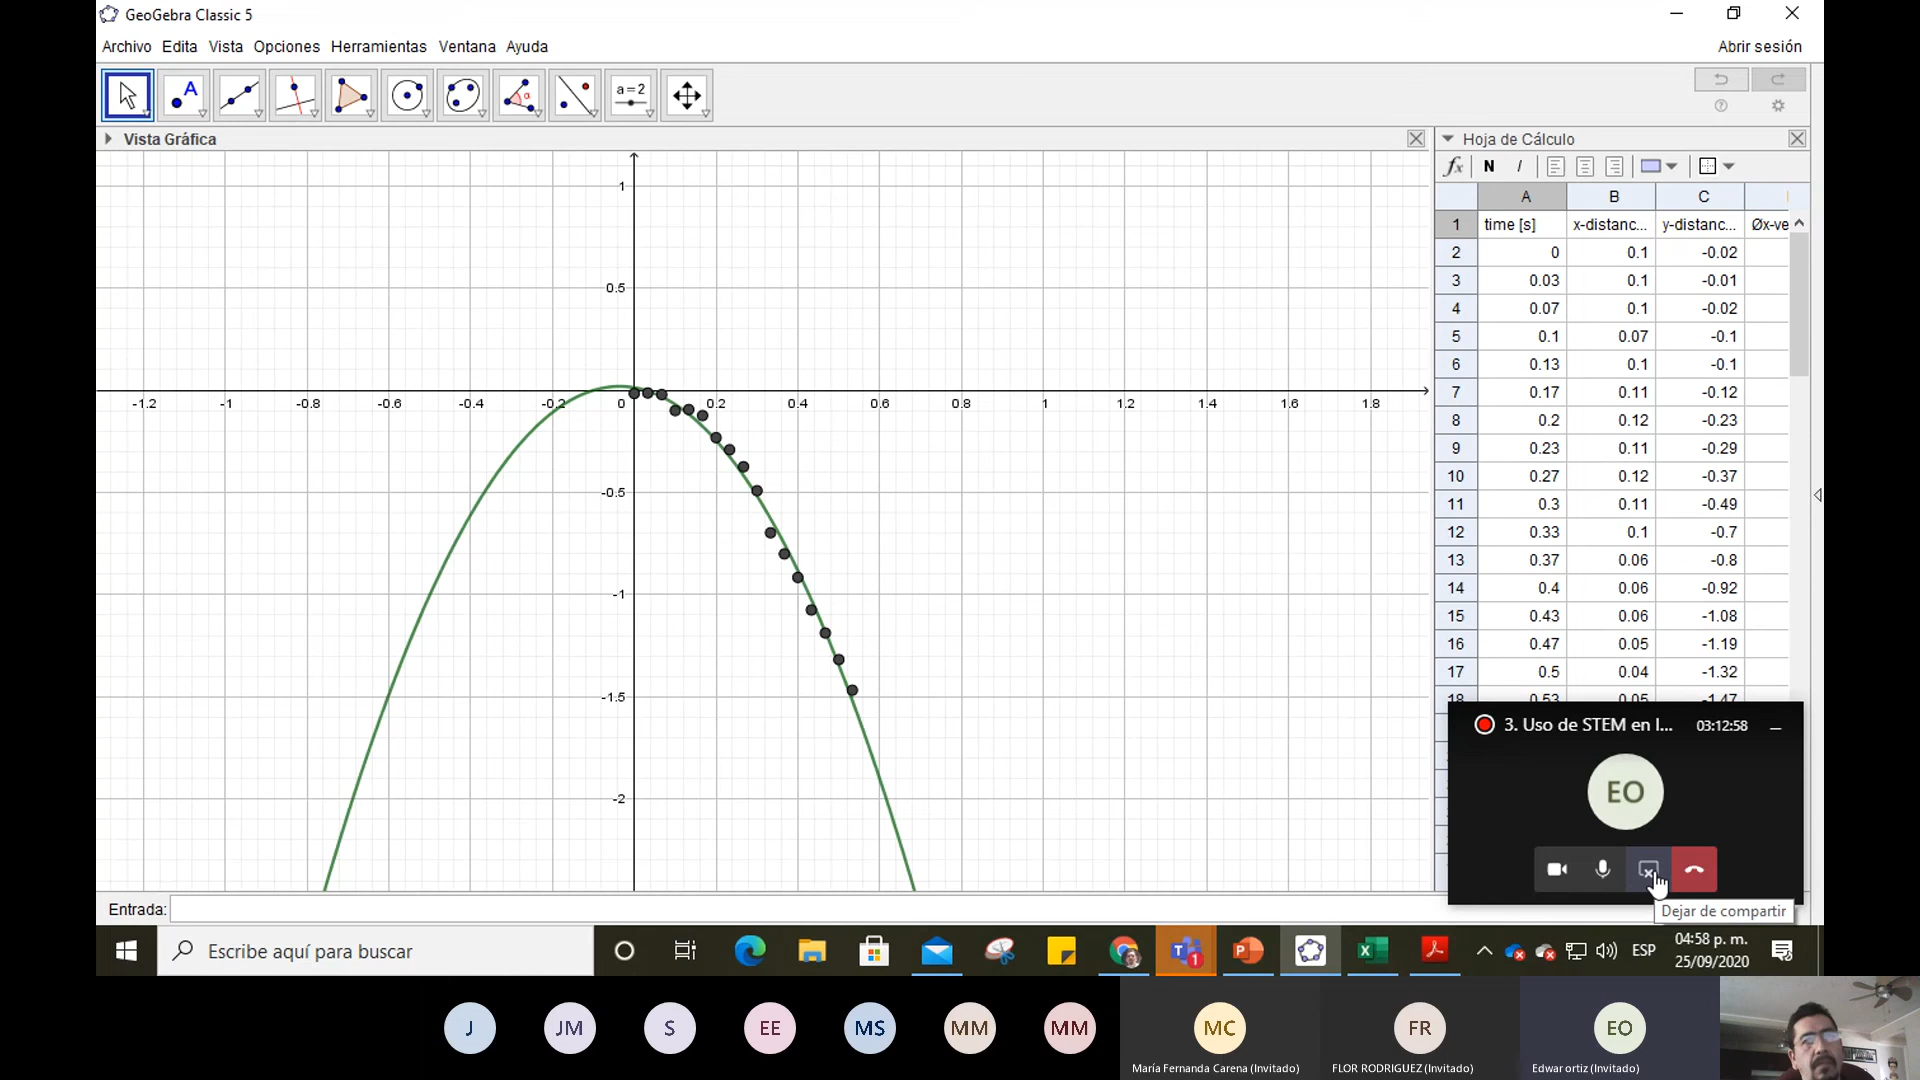 GeoGebra Classic 5
Archivo Edita Vista Opciones Herramientas Ventana Ayuda
Abrir sesión
A
α
a = 2
Vista Gráfica
Hoja de Cálculo
fx N I
A B C
1 time [s] x-distanc... y-distanc... Øx-ve
2 0 0.1 -0.02
3 0.03 0.1 -0.01
4 0.07 0.1 -0.02
5 0.1 0.07 -0.1
6 0.13 0.1 -0.1
7 0.17 0.11 -0.12
8 0.2 0.12 -0.23
9 0.23 0.11 -0.29
10 0.27 0.12 -0.37
11 0.3 0.11 -0.49
12 0.33 0.1 -0.7
13 0.37 0.06 -0.8
14 0.4 0.06 -0.92
15 0.43 0.06 -1.08
16 0.47 0.05 -1.19
17 0.5 0.04 -1.32
18 0.53 0.05 -1.47
1
0.5
-1.2 -1 -0.8 -0.6 -0.4 -0.2 0 0.2 0.4 0.6 0.8 1 1.2 1.4 1.6 1.8
-0.5
-1
-1.5
-2
3. Uso de STEM en l... 03:12:58
EO
Dejar de compartir
Entrada:
Escribe aquí para buscar
1
ESP
04:58 p. m.
25/09/2020
J JM S EE MS MM MM MC FR EO
María Fernanda Carena (Invitado)
FLOR RODRIGUEZ (Invitado)
Edwar ortiz (Invitado)